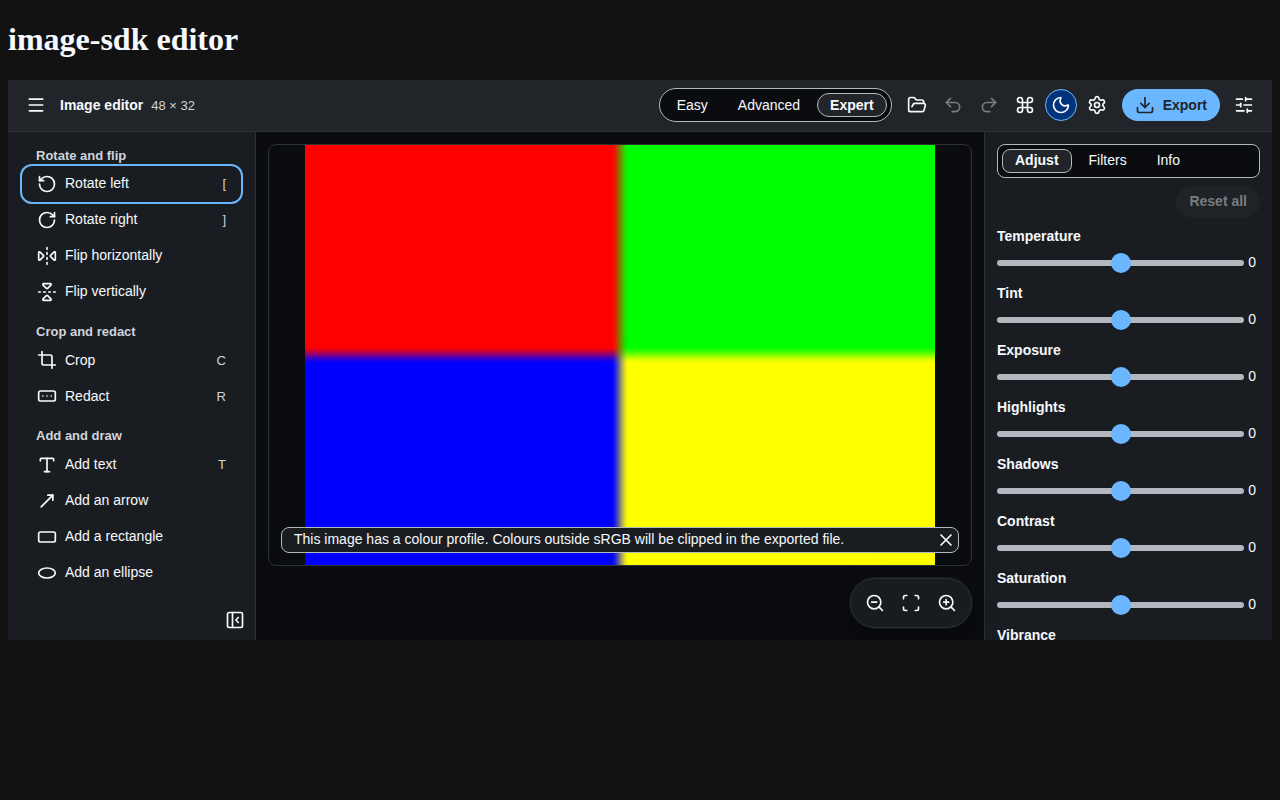 image-sdk editor
Image editor 48 × 32 Easy Advanced Expert Export
Rotate and flip
Rotate left [
Rotate right ]
Flip horizontally
Flip vertically
Crop and redact
Crop C
Redact R
Add and draw
Add text T
Add an arrow
Add a rectangle
Add an ellipse
This image has a colour profile. Colours outside sRGB will be clipped in the exported file.
Adjust Filters Info
Reset all
Temperature
0
Tint
0
Exposure
0
Highlights
0
Shadows
0
Contrast
0
Saturation
0
Vibrance